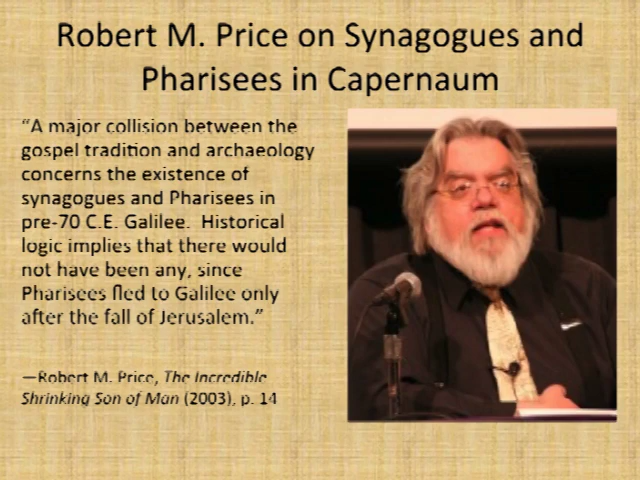 Robert M. Price on Synagogues and
Pharisees in Capernaum
“A major collision between the
gospel tradition and archaeology
concerns the existence of
synagogues and Pharisees in
pre-70 C.E. Galilee.  Historical
logic implies that there would
not have been any, since
Pharisees fled to Galilee only
after the fall of Jerusalem.”
—Robert M. Price, The Incredible
Shrinking Son of Man (2003), p. 14